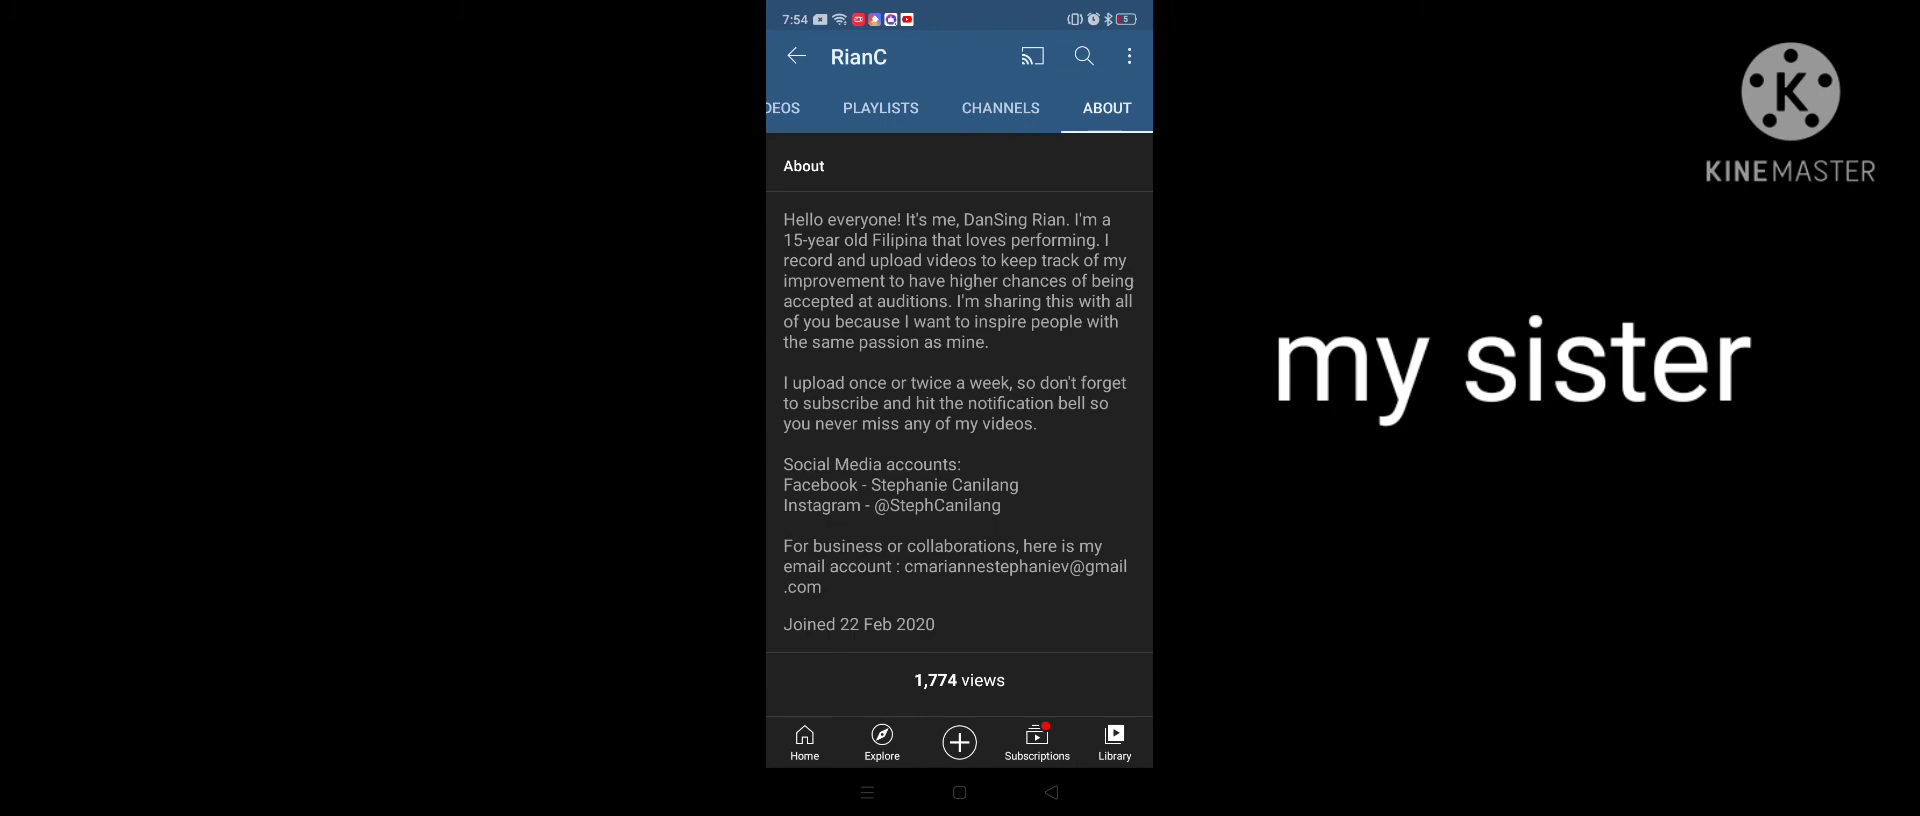 7:54
5
RianC
DEOS PLAYLISTS CHANNELS ABOUT
About
Hello everyone! It's me, DanSing Rian. I'm a
15-year old Filipina that loves performing. I
record and upload videos to keep track of my
improvement to have higher chances of being
accepted at auditions. I'm sharing this with all
of you because I want to inspire people with
the same passion as mine.
I upload once or twice a week, so don't forget
to subscribe and hit the notification bell so
you never miss any of my videos.
Social Media accounts:
Facebook - Stephanie Canilang
Instagram - @StephCanilang
For business or collaborations, here is my
email account : cmariannestephaniev@gmail
.com
Joined 22 Feb 2020
1,774 views
Home Explore Subscriptions Library
K
KINEMASTER
my sister